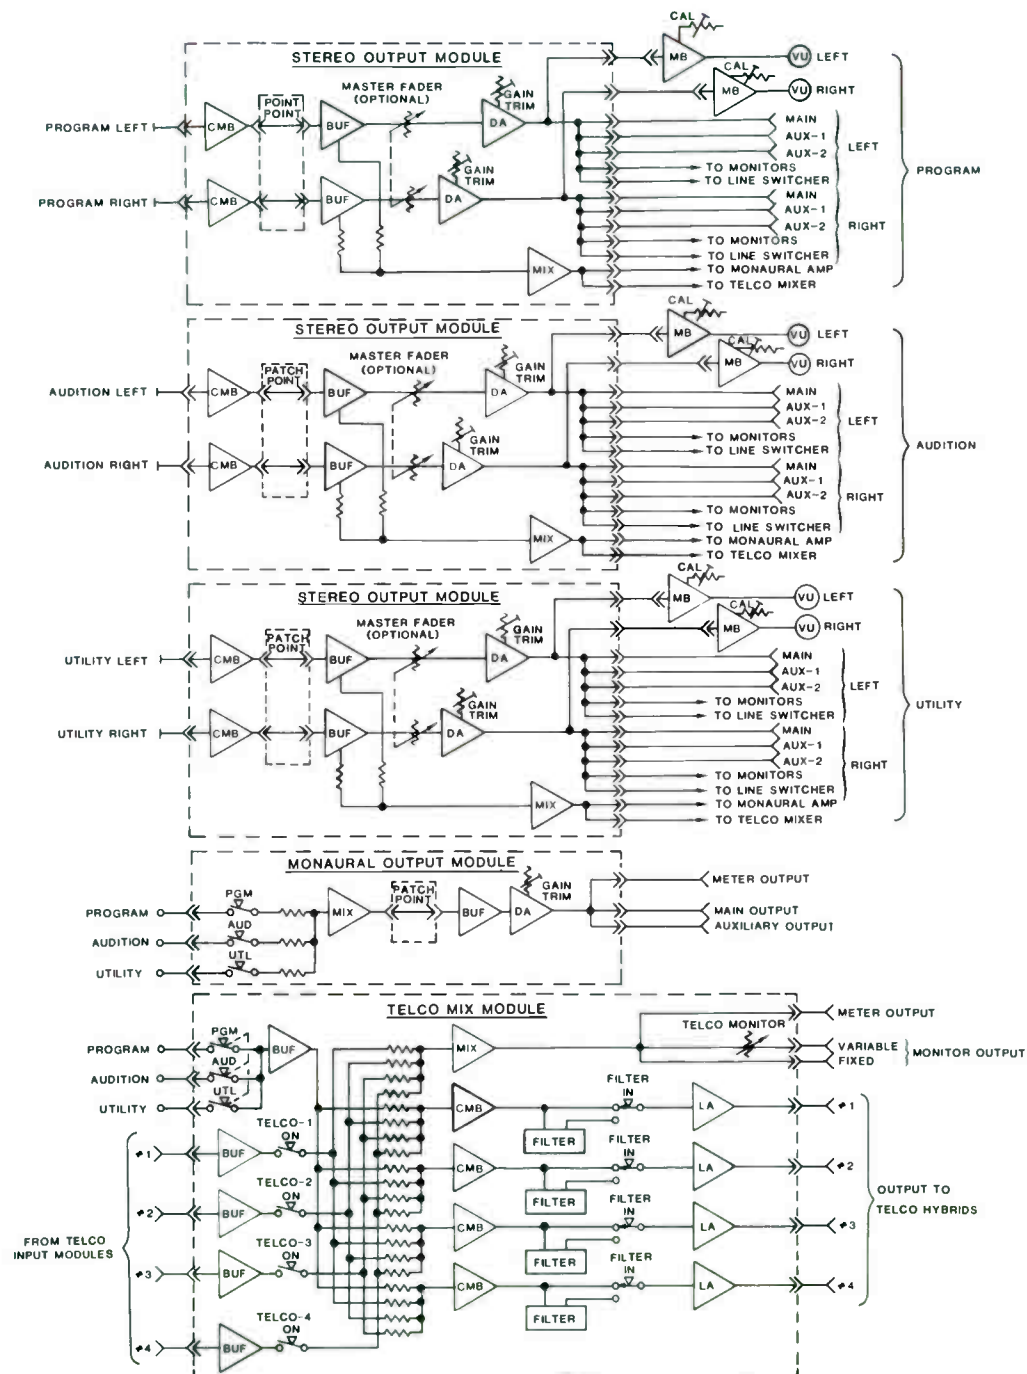 CAL
STEREO OUTPUT MODULE
MB
VU LEFT
CAL
MASTER FADER
(OPTIONAL)
GAIN
TRIM
MB
VU RIGHT
POINT
POINT
PROGRAM LEFT
CMB
BUF
DA
MAIN
AUX-1
AUX-2
LEFT
TO MONITORS
TO LINE SWITCHER
PROGRAM
GAIN
TRIM
PROGRAM RIGHT
CMB
BUF
DA
MAIN
AUX-1
AUX-2
RIGHT
TO MONITORS
TO LINE SWITCHER
MIX
TO MONAURAL AMP
TO TELCO MIXER
CAL
STEREO OUTPUT MODULE
MB
VU LEFT
CAL
MASTER FADER
(OPTIONAL)
GAIN
TRIM
MB
VU RIGHT
PATCH
POINT
AUDITION LEFT
CMB
BUF
DA
MAIN
AUX-1
AUX-2
LEFT
TO MONITORS
TO LINE SWITCHER
AUDITION
GAIN
TRIM
AUDITION RIGHT
CMB
BUF
DA
MAIN
AUX-1
AUX-2
RIGHT
TO MONITORS
TO LINE SWITCHER
MIX
TO MONAURAL AMP
TO TELCO MIXER
CAL
STEREO OUTPUT MODULE
MB
VU LEFT
CAL
MASTER FADER
(OPTIONAL)
GAIN
TRIM
MB
VU RIGHT
PATCH
POINT
UTILITY LEFT
CMB
BUF
DA
MAIN
AUX-1
AUX-2
LEFT
TO MONITORS
TO LINE SWITCHER
UTILITY
GAIN
TRIM
UTILITY RIGHT
CMB
BUF
DA
MAIN
AUX-1
AUX-2
RIGHT
TO MONITORS
TO LINE SWITCHER
MIX
TO MONAURAL AMP
TO TELCO MIXER
MONAURAL OUTPUT MODULE
PATCH
POINT
GAIN
TRIM
METER OUTPUT
PROGRAM
PGM
MIX
BUF
DA
MAIN OUTPUT
AUXILIARY OUTPUT
AUDITION
AUD
UTILITY
UTL
TELCO MIX MODULE
METER OUTPUT
PROGRAM
PGM
BUF
MIX
TELCO MONITOR
VARIABLE
FIXED
MONITOR OUTPUT
AUDITION
AUD
UTILITY
UTL
CMB
FILTER
FILTER
IN
LA
#1
#1
BUF
TELCO-1
ON
CMB
FILTER
FILTER
IN
LA
#2
#2
BUF
TELCO-2
ON
CMB
FILTER
FILTER
IN
LA
#3
#3
BUF
TELCO-3
ON
CMB
FILTER
FILTER
IN
LA
#4
#4
BUF
TELCO-4
ON
FROM TELCO
INPUT MODULES
OUTPUT TO
TELCO HYBRIDS